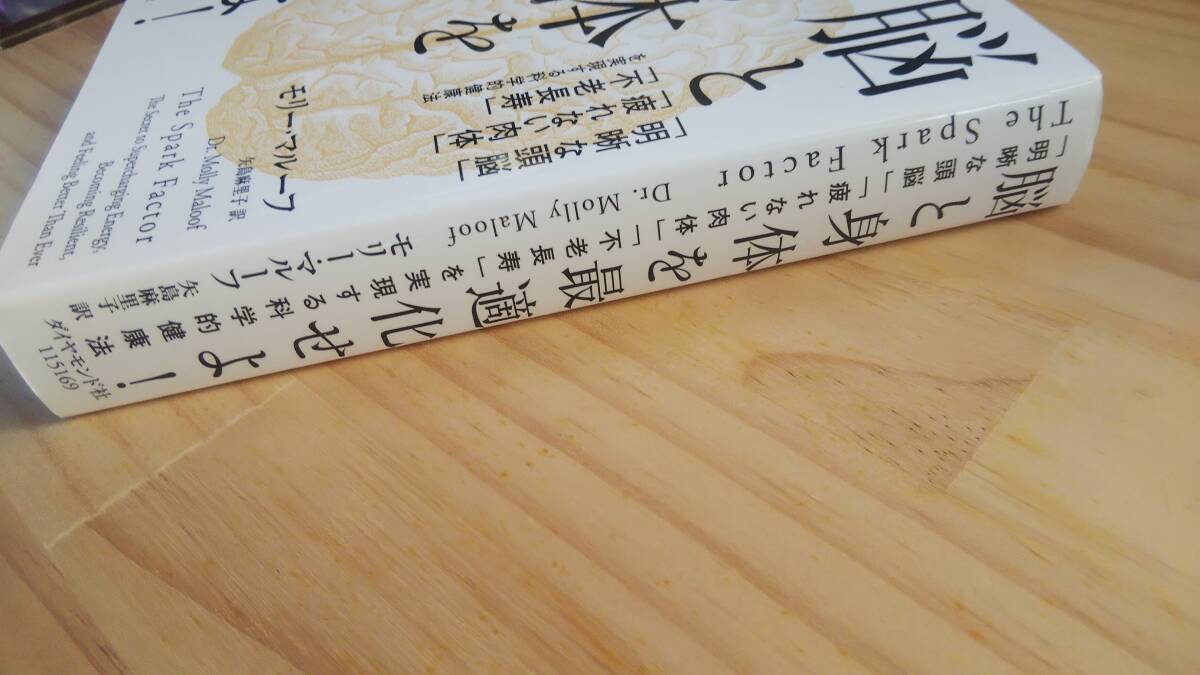 脳と
体を
！
「明晰な頭脳」
「疲れない肉体」
「不老長寿」
を実現する科学的健康法
モリー・マルーフ
矢島麻里子 訳
Dr. Molly Maloof
The Spark Factor
The Secret to Supercharging Energy,
Becoming Resilient,
and Feeling Better Than Ever
The Spark Factor Dr. Molly Maloof
脳と身体を最適化せよ！
「明晰な頭脳」「疲れない肉体」「不老長寿」を実現する科学的健康法
モリー・マルーフ
矢島麻里子 訳
ダイヤモンド社
115169